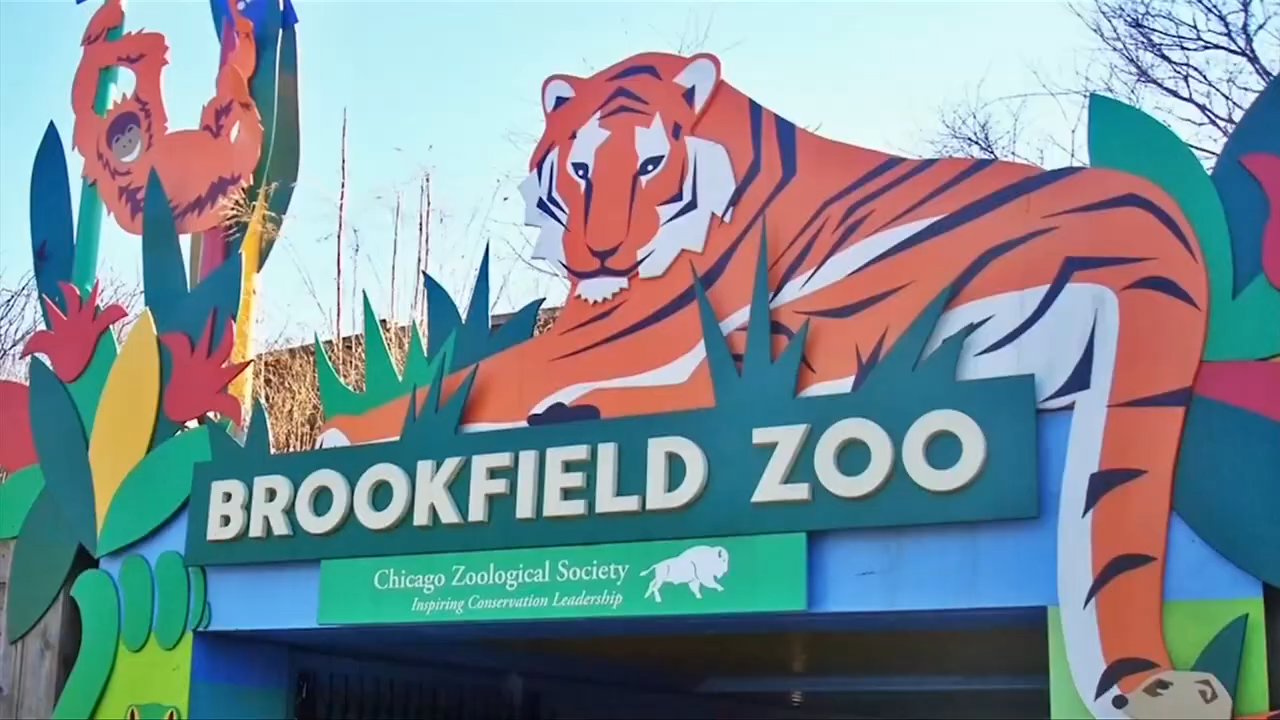 BROOKFIELD ZOO
Chicago Zoological Society
Inspiring Conservation Leadership